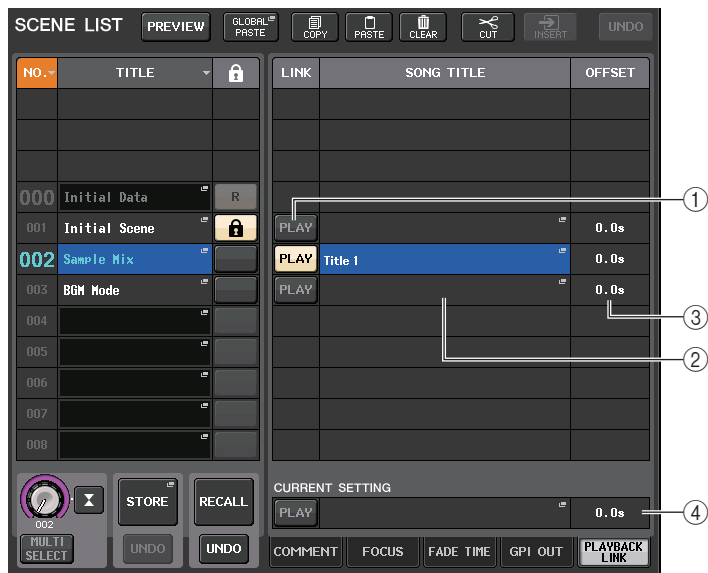 SCENE LIST PREVIEW GLOBAL PASTE COPY PASTE CLEAR CUT INSERT UNDO
NO. TITLE LINK SONG TITLE OFFSET
000 Initial Data R
001 Initial Scene PLAY 0.0s
002 Sample Mix PLAY Title 1 0.0s
003 BGM Mode PLAY 0.0s
004
005
006
007
008
①
③
②
④
002
MULTI SELECT
STORE
UNDO
RECALL
UNDO
CURRENT SETTING
PLAY 0.0s
COMMENT FOCUS FADE TIME GPI OUT PLAYBACK LINK